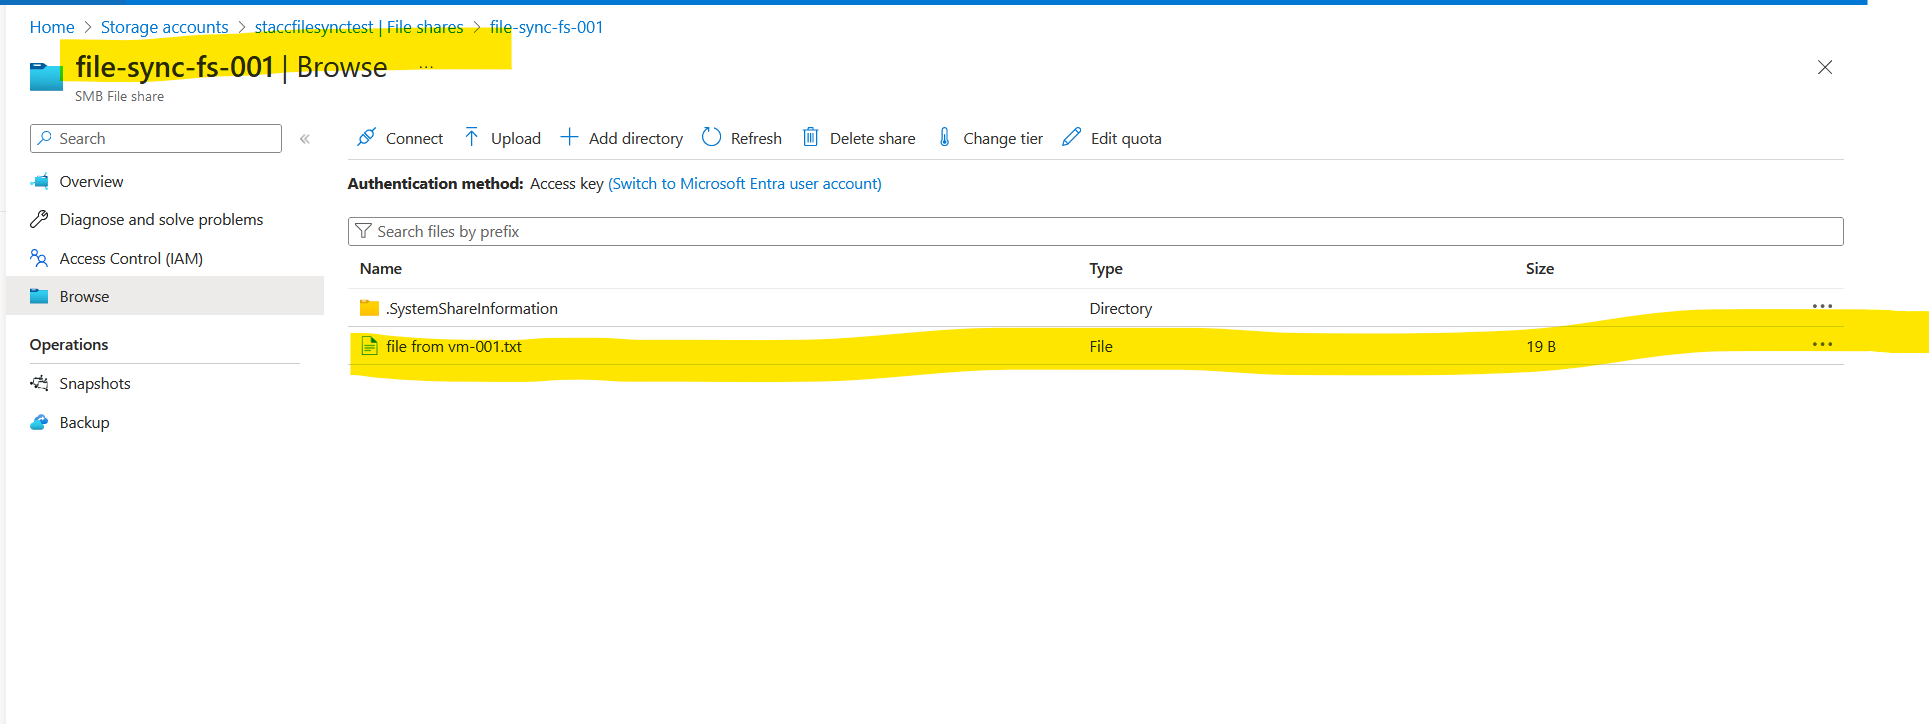 Home > Storage accounts > staccfilesynctest | File shares > file-sync-fs-001
file-sync-fs-001 | Browse ...
SMB File share
Search «
Connect Upload Add directory Refresh Delete share Change tier Edit quota
Overview
Diagnose and solve problems
Access Control (IAM)
Browse
Operations
Snapshots
Backup
Authentication method: Access key (Switch to Microsoft Entra user account)
Search files by prefix
Name Type Size
.SystemShareInformation Directory ...
file from vm-001.txt File 19 B ...